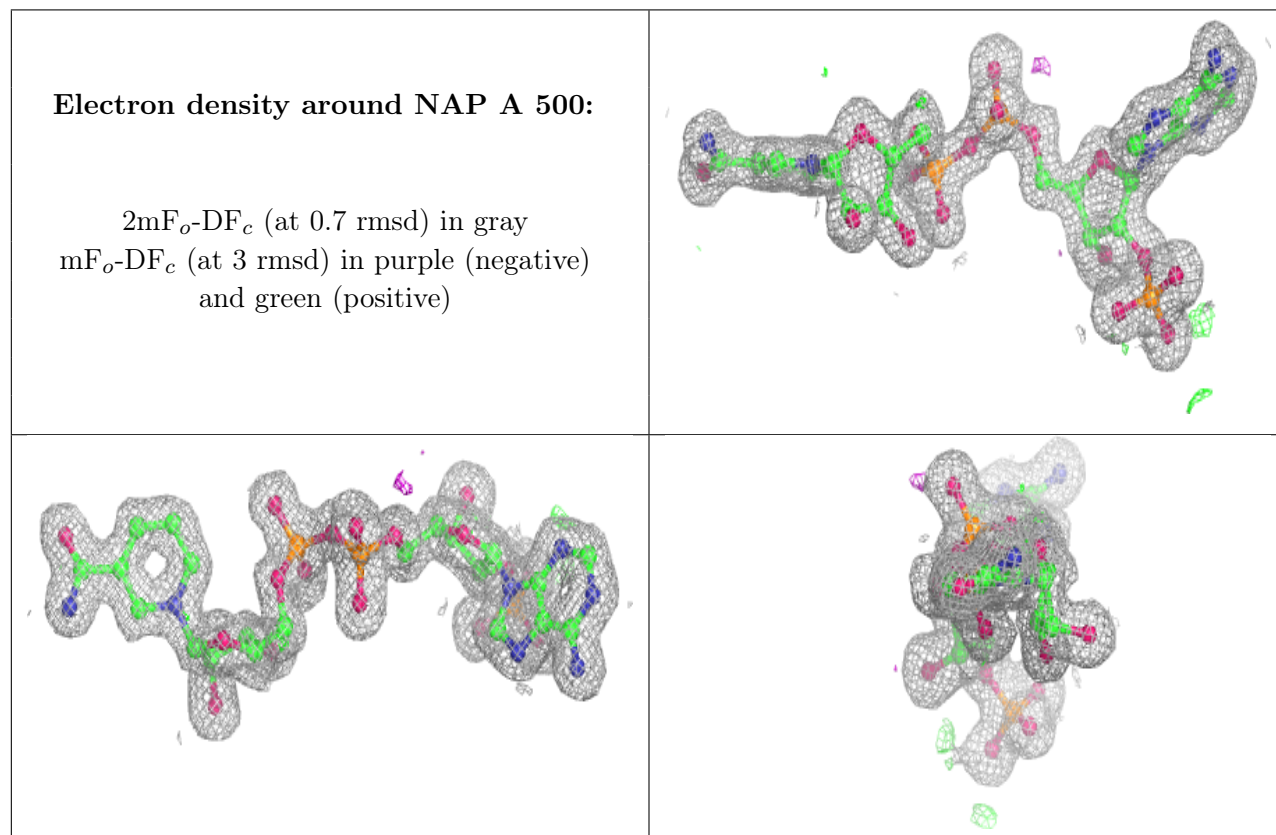 Electron density around NAP A 500:
2mFₒ-DF𝒸 (at 0.7 rmsd) in gray
mFₒ-DF𝒸 (at 3 rmsd) in purple (negative)
and green (positive)